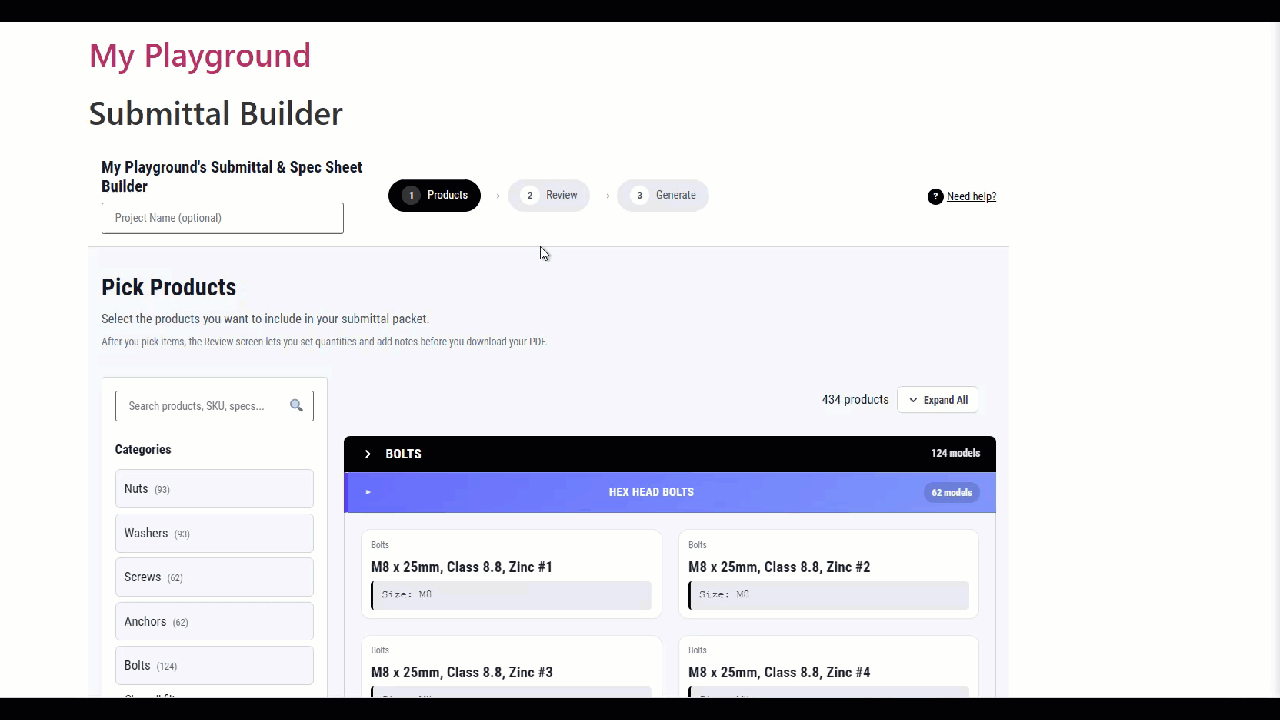 My Playground
Submittal Builder
My Playground's Submittal & Spec Sheet
Builder
Project Name (optional)
1 Products
2 Review
3 Generate
? Need help?
Pick Products
Select the products you want to include in your submittal packet.
After you pick items, the Review screen lets you set quantities and add notes before you download your PDF.
Search products, SKU, specs...
434 products
Expand All
Categories
Nuts (93)
Washers (93)
Screws (62)
Anchors (62)
Bolts (124)
BOLTS
124 models
HEX HEAD BOLTS
62 models
Bolts
M8 x 25mm, Class 8.8, Zinc #1
Size: M8
Bolts
M8 x 25mm, Class 8.8, Zinc #2
Size: M8
Bolts
M8 x 25mm, Class 8.8, Zinc #3
Bolts
M8 x 25mm, Class 8.8, Zinc #4